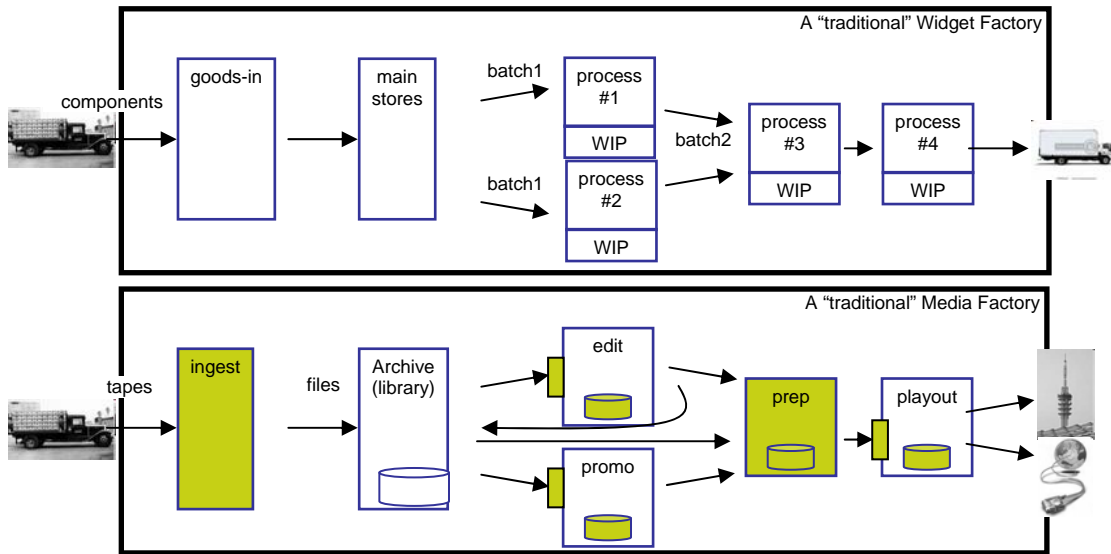 A “traditional” Widget Factory
components
goods-in
main
stores
batch1
batch1
process
#1
WIP
process
#2
WIP
batch2
process
#3
WIP
process
#4
WIP
A “traditional” Media Factory
tapes
ingest
files
Archive
(library)
edit
promo
prep
playout